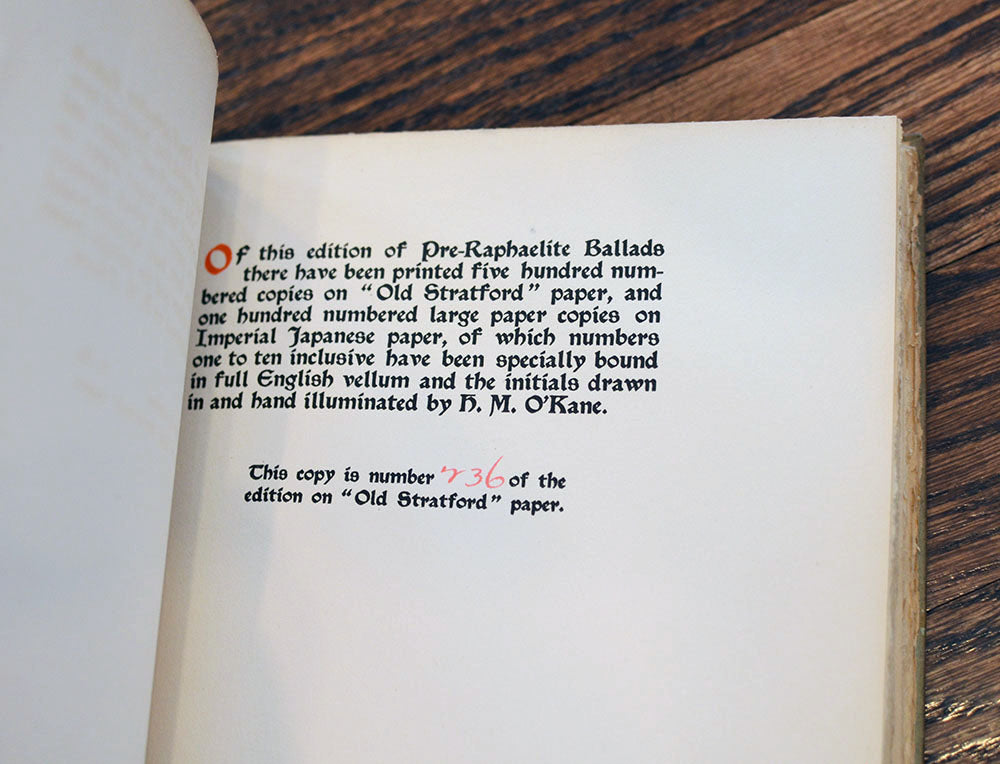 Of this edition of Pre-Raphaelite Ballads
there have been printed five hundred num-
bered copies on "Old Stratford" paper, and
one hundred numbered large paper copies on
Imperial Japanese paper, of which numbers
one to ten inclusive have been specially bound
in full English vellum and the initials drawn
in and hand illuminated by H. M. O'Kane.
This copy is number 236 of the
edition on "Old Stratford" paper.